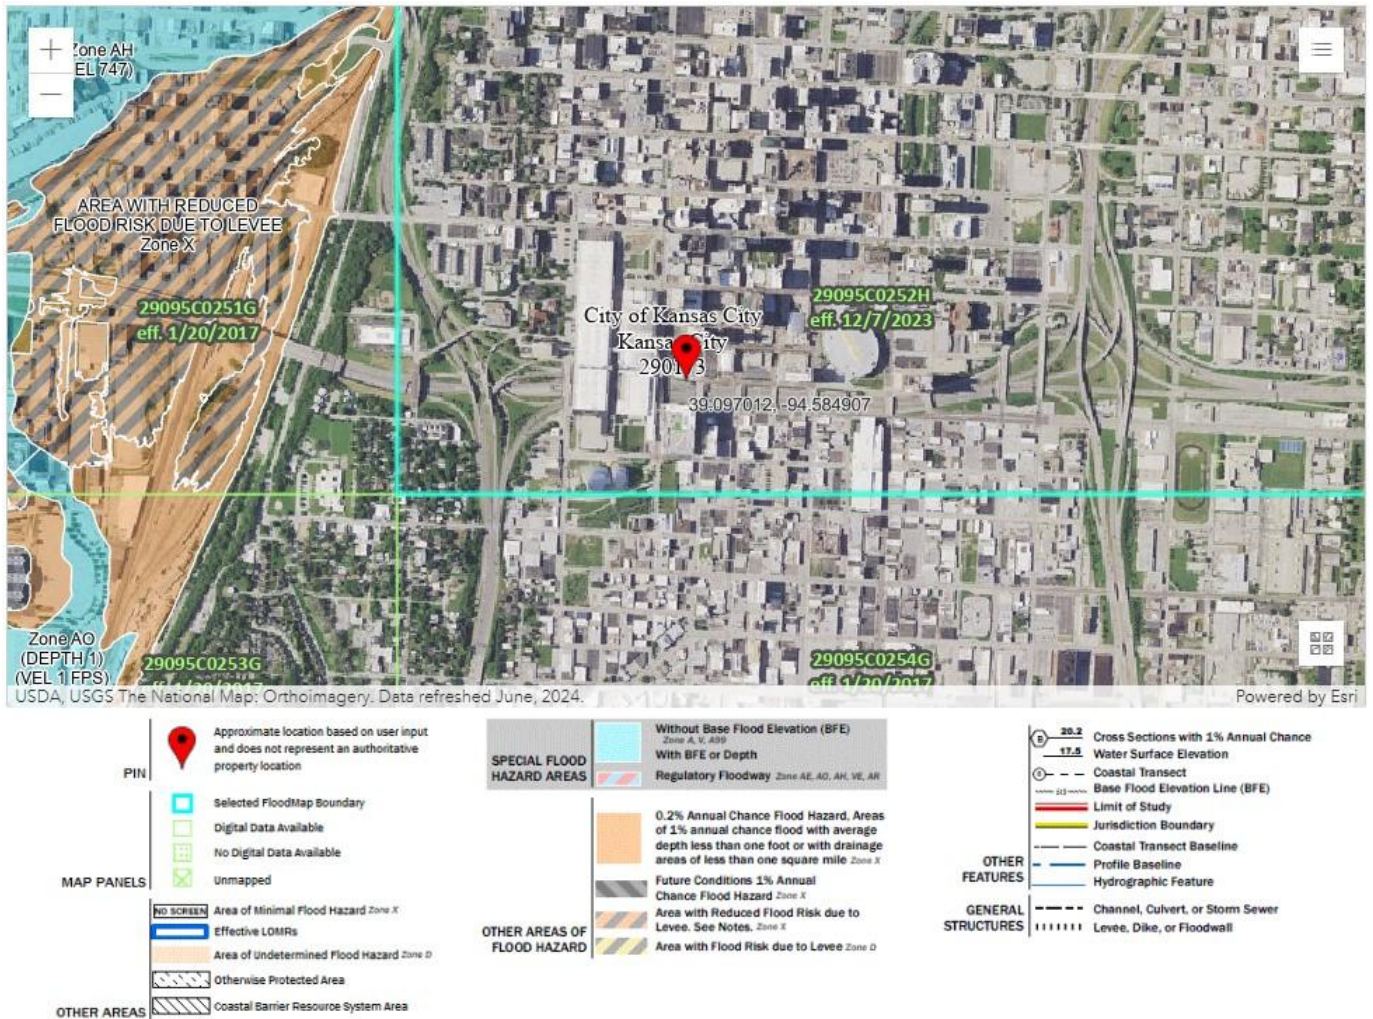 Zone AH
EL 747)
AREA WITH REDUCED
FLOOD RISK DUE TO LEVEE
Zone X
29095C0251G
eff. 1/20/2017
City of Kansas City
Kansas City
29095C0252H
eff. 12/7/2023
39.097012, -94.584907
Zone AO
(DEPTH 1)
(VEL 1 FPS)
29095C0253G
29095C0254G
eff. 1/20/2017
USDA, USGS The National Map: Orthoimagery. Data refreshed June, 2024.
Powered by Esri
PIN
Approximate location based on user input
and does not represent an authoritative
property location
MAP PANELS
Selected FloodMap Boundary
Digital Data Available
No Digital Data Available
Unmapped
OTHER AREAS
NO SCREEN Area of Minimal Flood Hazard Zone X
Effective LOMRs
Area of Undetermined Flood Hazard Zone D
Otherwise Protected Area
Coastal Barrier Resource System Area
SPECIAL FLOOD
HAZARD AREAS
Without Base Flood Elevation (BFE)
Zone A, V, A99
With BFE or Depth
Regulatory Floodway Zone AE, AO, AH, VE, AR
OTHER AREAS OF
FLOOD HAZARD
0.2% Annual Chance Flood Hazard, Areas
of 1% annual chance flood with average
depth less than one foot or with drainage
areas of less than one square mile Zone X
Future Conditions 1% Annual
Chance Flood Hazard Zone X
Area with Reduced Flood Risk due to
Levee. See Notes. Zone X
Area with Flood Risk due to Levee Zone D
OTHER
FEATURES
B 20.2 Cross Sections with 1% Annual Chance
17.5 Water Surface Elevation
Coastal Transect
Base Flood Elevation Line (BFE)
Limit of Study
Jurisdiction Boundary
Coastal Transect Baseline
Profile Baseline
Hydrographic Feature
GENERAL
STRUCTURES
Channel, Culvert, or Storm Sewer
Levee, Dike, or Floodwall